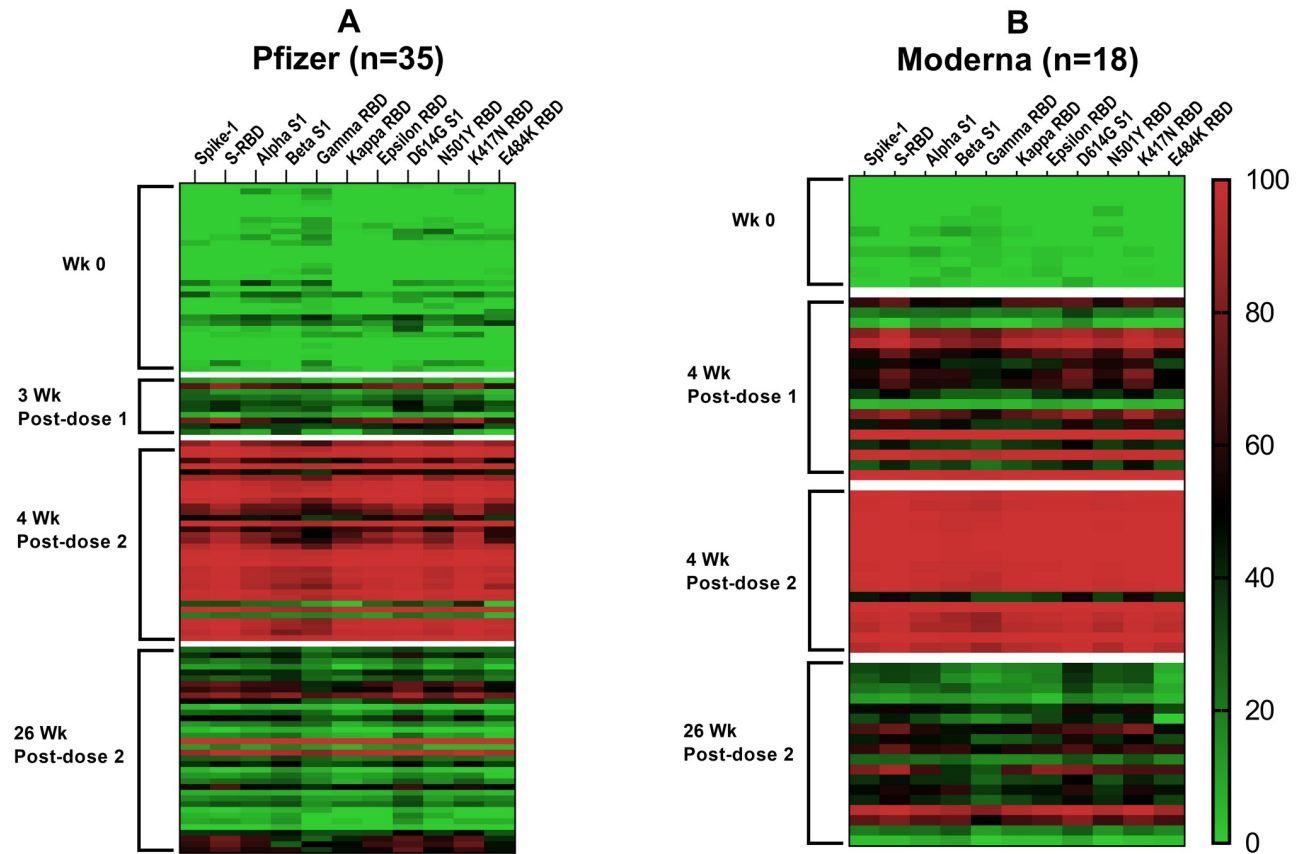 A
Pfizer (n=35)
Spike-1
S-RBD
Alpha S1
Beta S1
Gamma RBD
Kappa RBD
Epsilon RBD
D614G S1
N501Y RBD
K417N RBD
E484K RBD
Wk 0
3 Wk
Post-dose 1
4 Wk
Post-dose 2
26 Wk
Post-dose 2
B
Moderna (n=18)
Spike-1
S-RBD
Alpha S1
Beta S1
Gamma RBD
Kappa RBD
Epsilon RBD
D614G S1
N501Y RBD
K417N RBD
E484K RBD
Wk 0
4 Wk
Post-dose 1
4 Wk
Post-dose 2
26 Wk
Post-dose 2
100
80
60
40
20
0